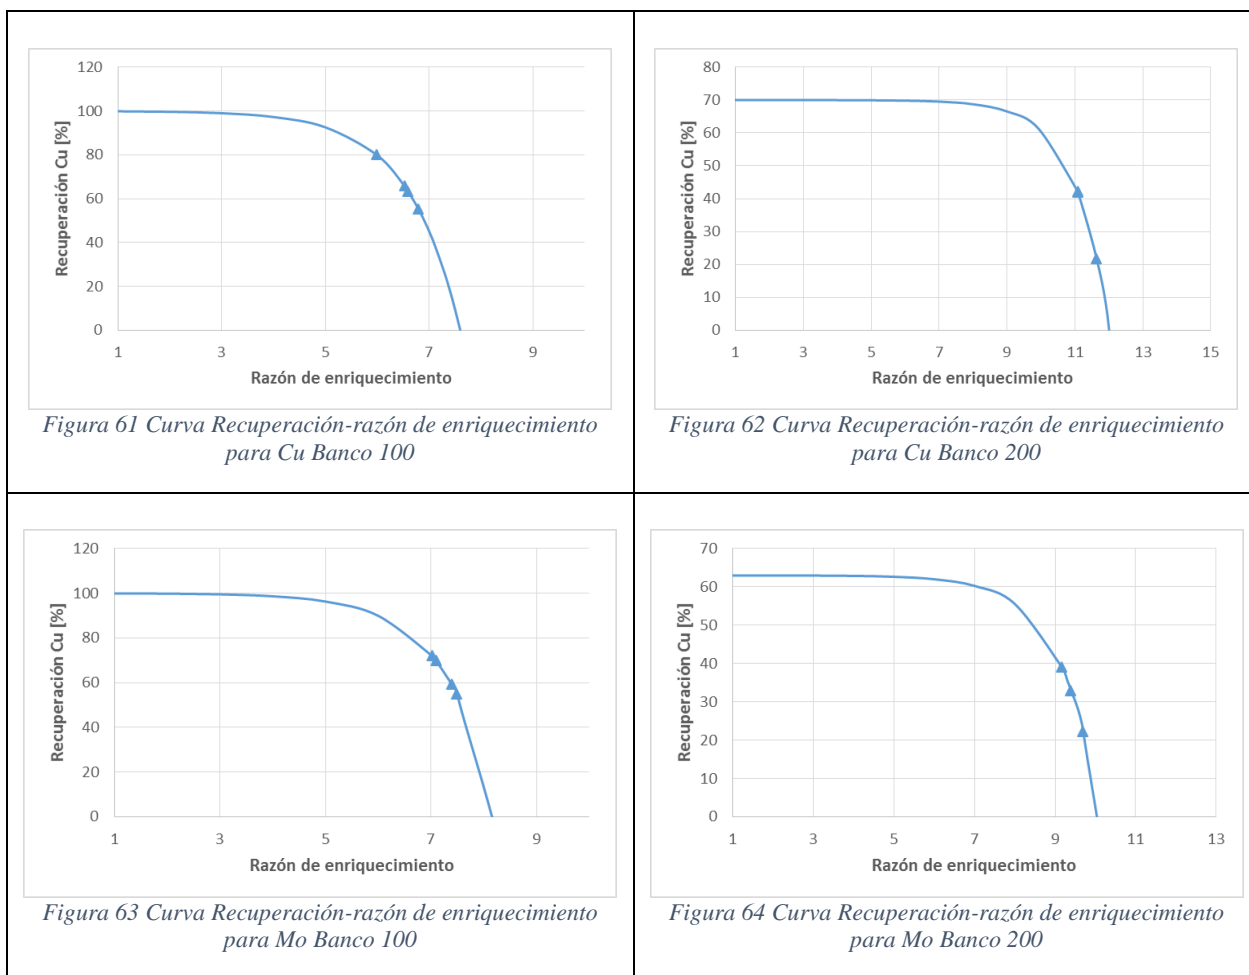 120
100
80
60
40
20
0
Recuperación Cu [%]
1 3 5 7 9
Razón de enriquecimiento
Figura 61 Curva Recuperación-razón de enriquecimiento
para Cu Banco 100
80
70
60
50
40
30
20
10
0
Recuperación Cu [%]
1 3 5 7 9 11 13 15
Razón de enriquecimiento
Figura 62 Curva Recuperación-razón de enriquecimiento
para Cu Banco 200
120
100
80
60
40
20
0
Recuperación Cu [%]
1 3 5 7 9
Razón de enriquecimiento
Figura 63 Curva Recuperación-razón de enriquecimiento
para Mo Banco 100
70
60
50
40
30
20
10
0
Recuperación Cu [%]
1 3 5 7 9 11 13
Razón de enriquecimiento
Figura 64 Curva Recuperación-razón de enriquecimiento
para Mo Banco 200